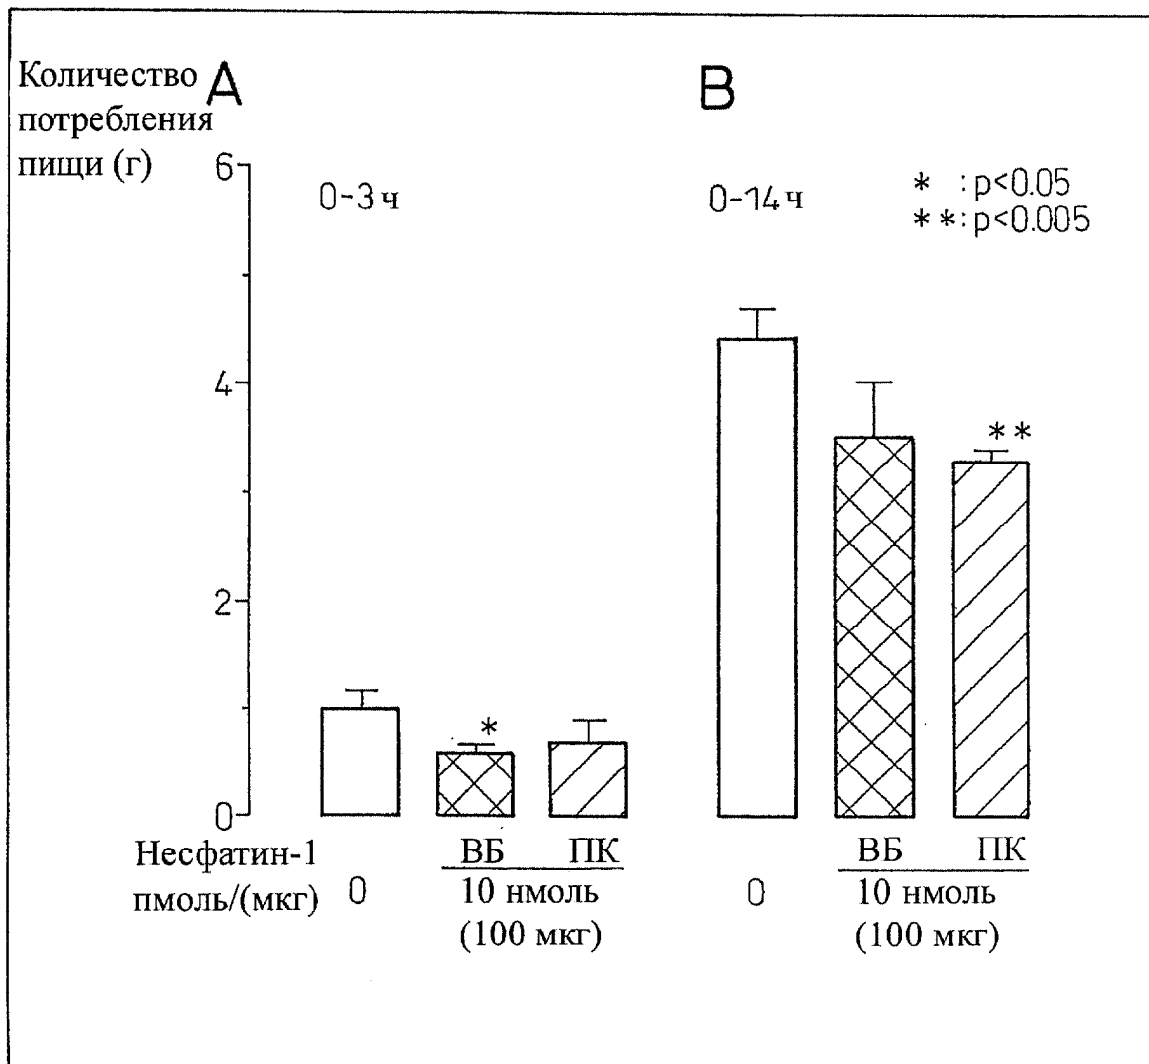 Количество
потребления
пищи (г)
A
B
6
4
2
0
0-3 ч
0-14 ч
* : p<0.05
**: p<0.005
*
**
Несфатин-1
пмоль/(мкг)
0
ВБ ПК
10 нмоль
(100 мкг)
0
ВБ ПК
10 нмоль
(100 мкг)